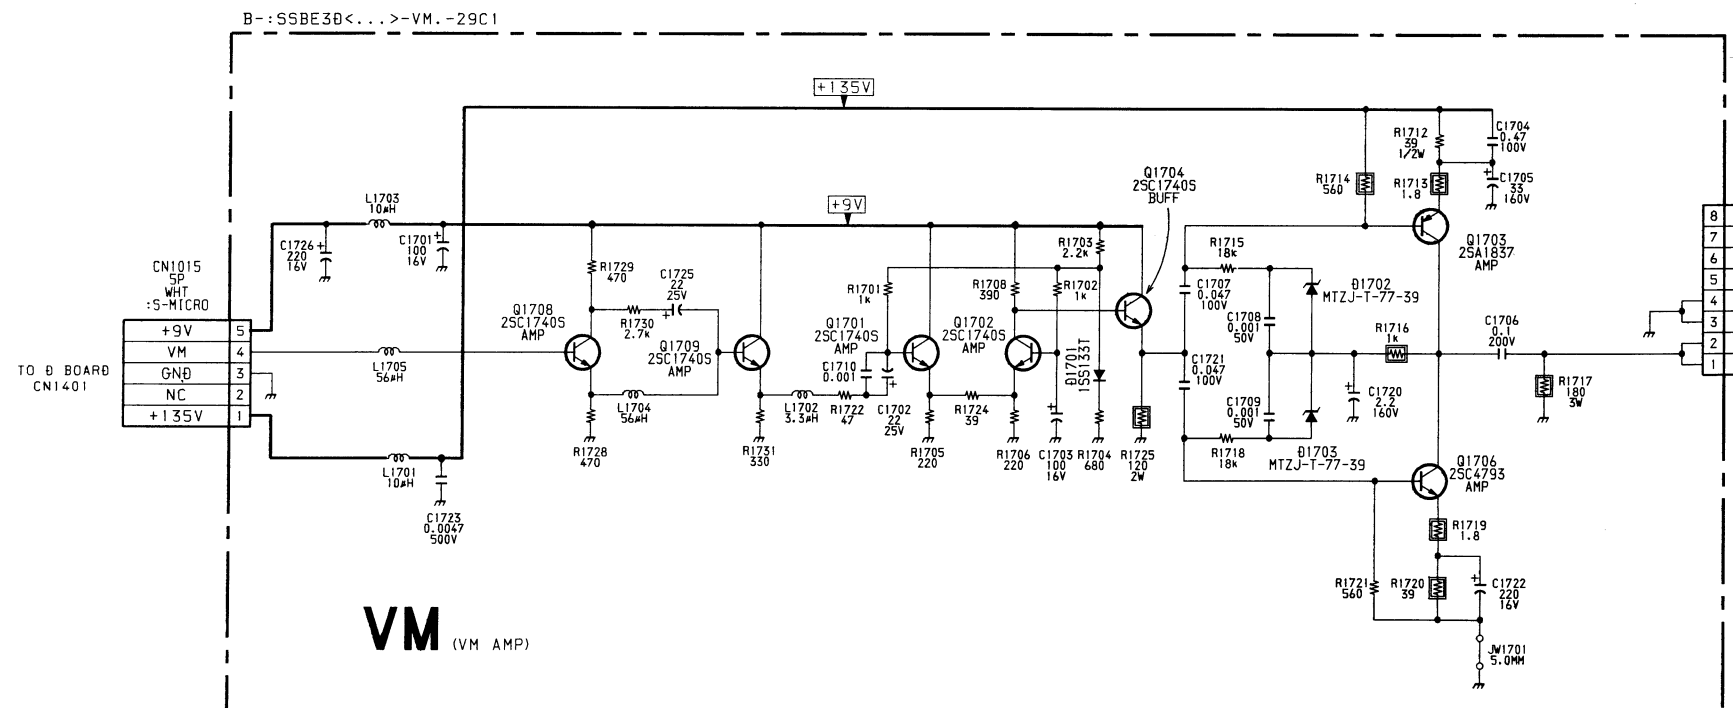 B-:SSBE3Ð<...>-VM.-29C1
+135V
R1712
39
1/2W
C1704
0.47
100V
R1714
560
R1713
1.8
C1705
33
160V
Q1704
2SC1740S
BUFF
+9V
L1703
10µH
C1726
220
16V
C1701
100
16V
R1703
2.2k
Q1703
2SA1837
AMP
8
7
6
5
4
3
2
1
CN1015
5P
WHT
:S-MICRO
+9V 5
VM 4
GNÐ 3
NC 2
+135V 1
TO Ð BOARÐ
CN1401
R1729
470
C1725
22
25V
R1730
2.7k
Q1708
2SC1740S
AMP
Q1709
2SC1740S
AMP
R1701
1k
Q1701
2SC1740S
AMP
R1708
390
Q1702
2SC1740S
AMP
R1702
1k
R1715
18k
C1707
0.047
100V
C1708
0.001
50V
Ð1702
MTZJ-T-77-39
R1716
1k
C1706
0.1
200V
L1705
56µH
C1710
0.001
Ð1701
1SS133T
C1721
0.047
100V
C1720
2.2
160V
R1717
180
3W
L1704
56µH
L1702
3.3µH
R1722
47
C1702
22
25V
R1724
39
C1709
0.001
50V
R1728
470
R1731
330
R1705
220
R1706
220
C1703
100
16V
R1704
680
R1725
120
2W
R1718
18k
Ð1703
MTZJ-T-77-39
Q1706
2SC4793
AMP
L1701
10µH
C1723
0.0047
500V
R1719
1.8
R1721
560
R1720
39
C1722
220
16V
JW1701
5.0MM
VM (VM AMP)